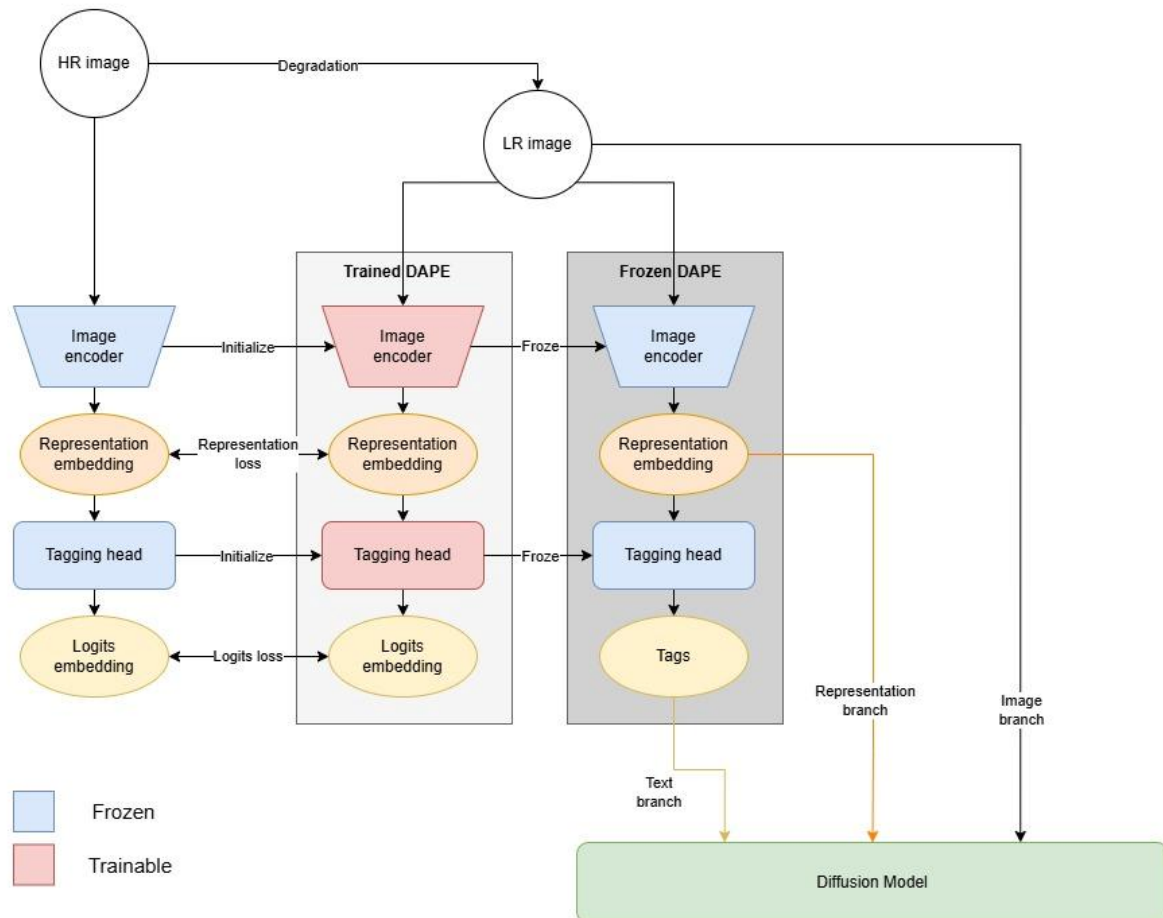 HR image
Degradation
LR image
Trained DAPE
Frozen DAPE
Image
encoder
Initialize
Image
encoder
Froze
Image
encoder
Representation
embedding
Representation
loss
Representation
embedding
Representation
embedding
Tagging head
Initialize
Tagging head
Froze
Tagging head
Logits
embedding
Logits loss
Logits
embedding
Tags
Representation
branch
Image
branch
Text
branch
Frozen
Trainable
Diffusion Model